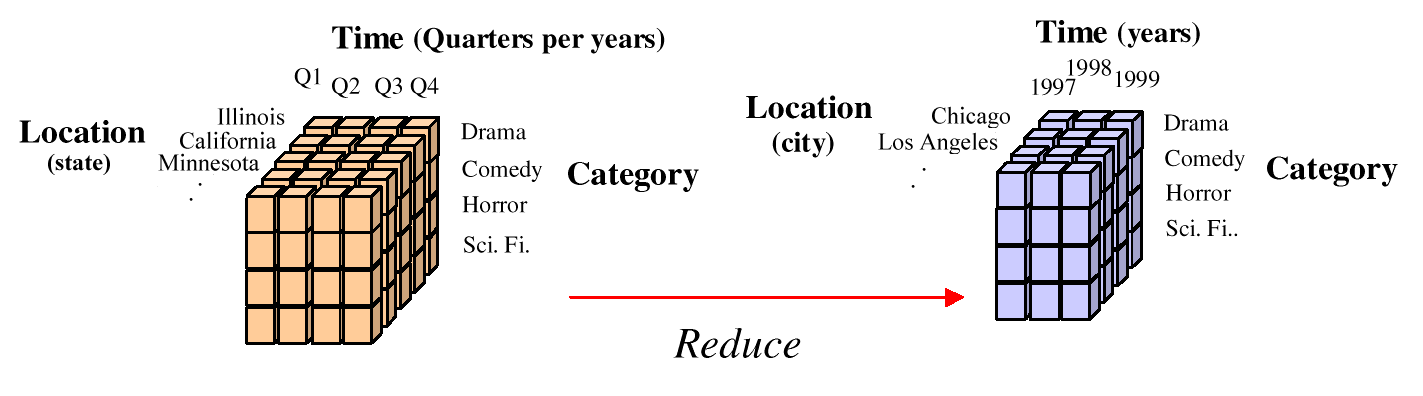 Time (Quarters per years)
Q1 Q2 Q3 Q4
Location
(state)
Illinois
California
Minnesota
Drama
Comedy
Horror
Sci. Fi.
Category
Reduce
Time (years)
1997 1998 1999
Location
(city)
Chicago
Los Angeles
Drama
Comedy
Horror
Sci. Fi..
Category